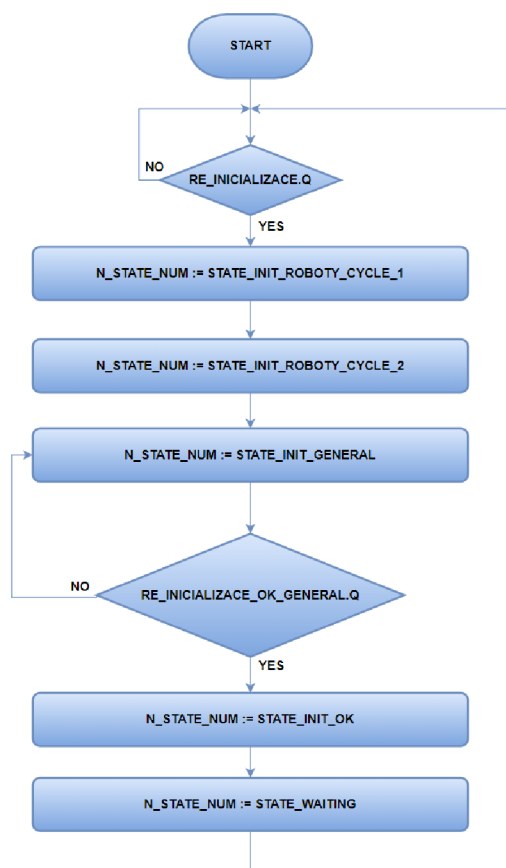 START
NO
RE_INICIALIZACE.Q
YES
N_STATE_NUM := STATE_INIT_ROBOTY_CYCLE_1
N_STATE_NUM := STATE_INIT_ROBOTY_CYCLE_2
N_STATE_NUM := STATE_INIT_GENERAL
NO
RE_INICIALIZACE_OK_GENERAL.Q
YES
N_STATE_NUM := STATE_INIT_OK
N_STATE_NUM := STATE_WAITING